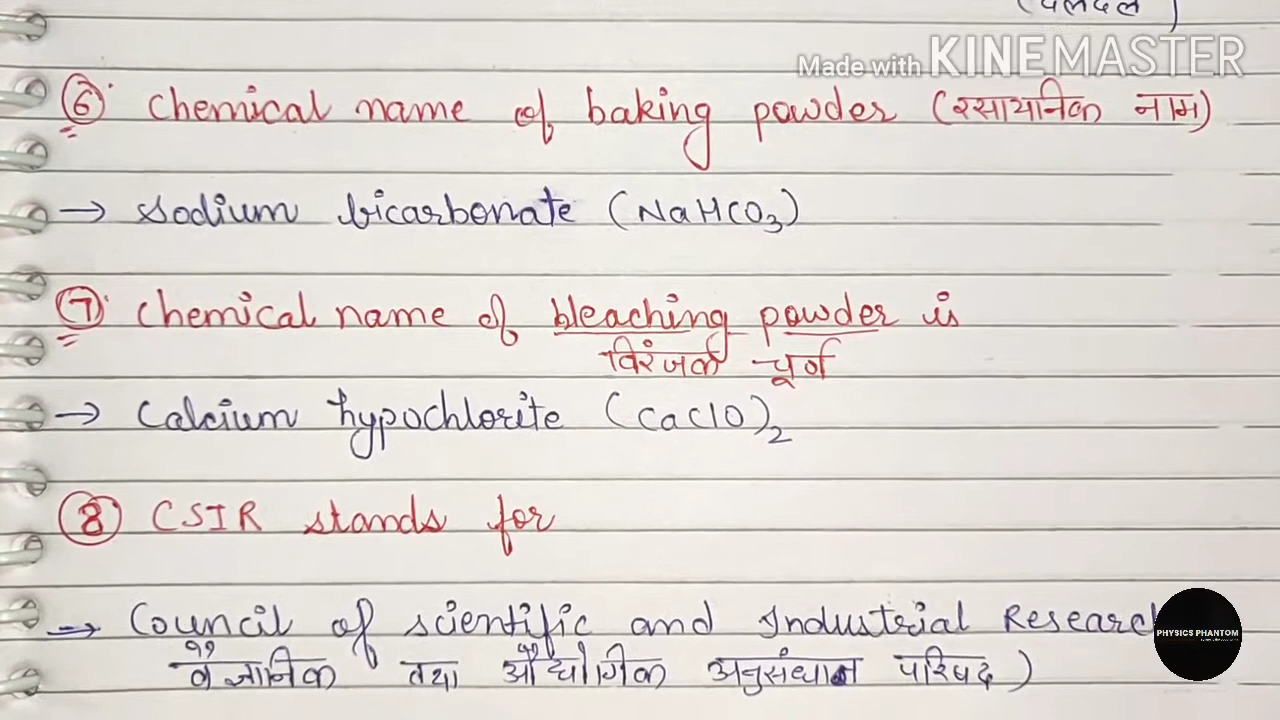 (दलदल)
Made with KINEMASTER
⑥ Chemical name of baking powder (रसायनिक नाम)
→ Sodium bicarbonate (NaHCO₃)
⑦ Chemical name of bleaching powder is
विरंजक चूर्ण
→ Calcium hypochlorite (CaClO)₂
⑧ CSIR stands for
→ Council of scientific and Industrial Research
वैज्ञानिक तथा औद्योगिक अनुसंधान परिषद)
PHYSICS PHANTOM